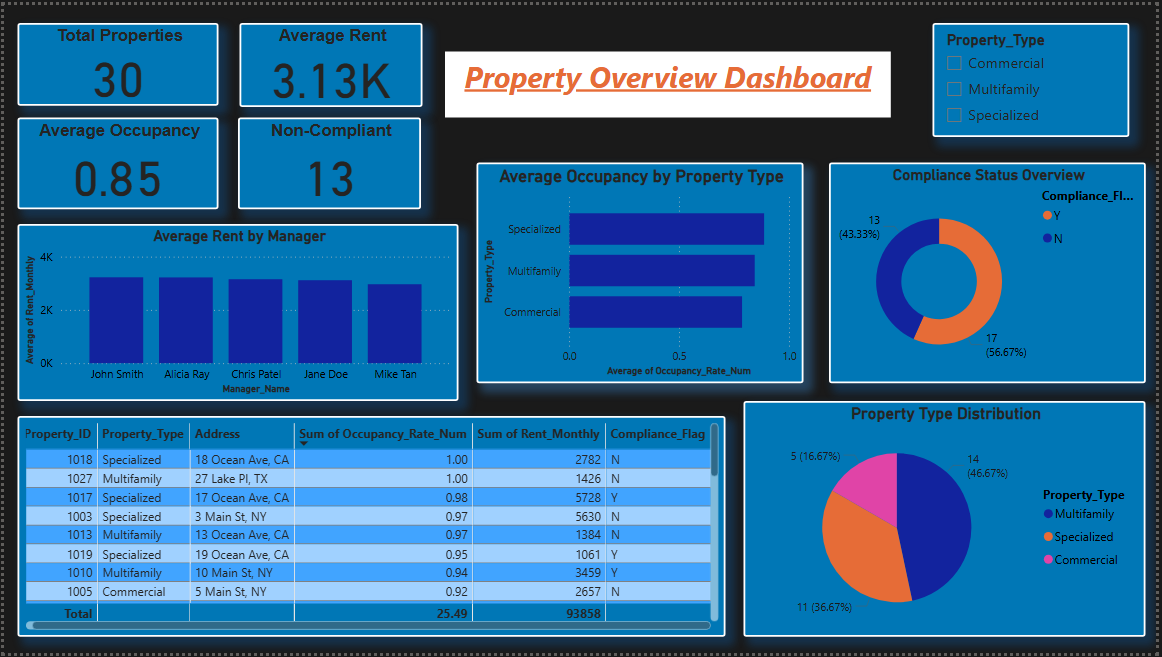 Total Properties
30
Average Rent
3.13K
Property Overview Dashboard
Property_Type
Commercial
Multifamily
Specialized
Average Occupancy
0.85
Non-Compliant
13
Average Rent by Manager
Average of Rent_Monthly
4K
2K
0K
John Smith Alicia Ray Chris Patel Jane Doe Mike Tan
Manager_Name
Average Occupancy by Property Type
Property_Type
Specialized
Multifamily
Commercial
0.0 0.5 1.0
Average of Occupancy_Rate_Num
Compliance Status Overview
Compliance_Fl...
Y
N
13
(43.33%)
17
(56.67%)
Property_ID Property_Type Address Sum of Occupancy_Rate_Num Sum of Rent_Monthly Compliance_Flag
1018 Specialized 18 Ocean Ave, CA 1.00 2782 N
1027 Multifamily 27 Lake Pl, TX 1.00 1426 N
1017 Specialized 17 Ocean Ave, CA 0.98 5728 Y
1003 Specialized 3 Main St, NY 0.97 5630 N
1013 Multifamily 13 Ocean Ave, CA 0.97 1384 N
1019 Specialized 19 Ocean Ave, CA 0.95 1061 Y
1010 Multifamily 10 Main St, NY 0.94 3459 Y
1005 Commercial 5 Main St, NY 0.92 2657 N
Total 25.49 93858
Property Type Distribution
5 (16.67%)
14
(46.67%)
11 (36.67%)
Property_Type
Multifamily
Specialized
Commercial